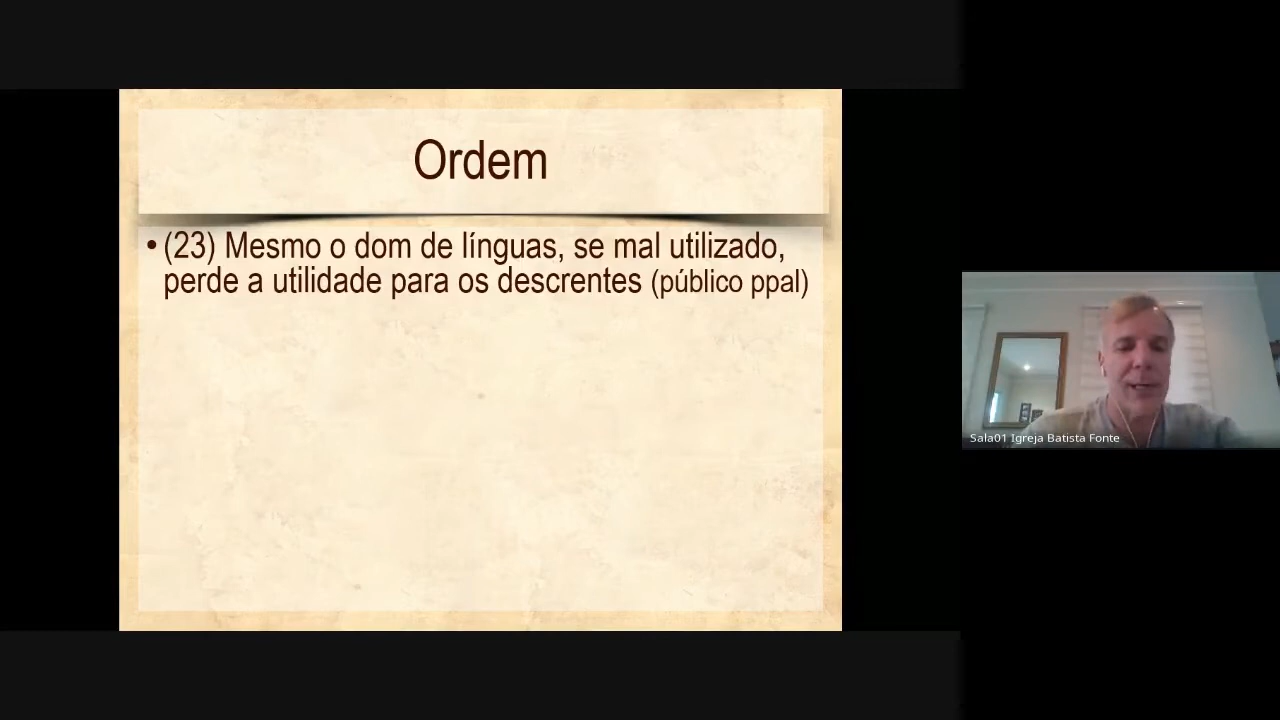 Ordem
• (23) Mesmo o dom de línguas, se mal utilizado,
perde a utilidade para os descrentes (público ppal)
Sala01 Igreja Batista Fonte